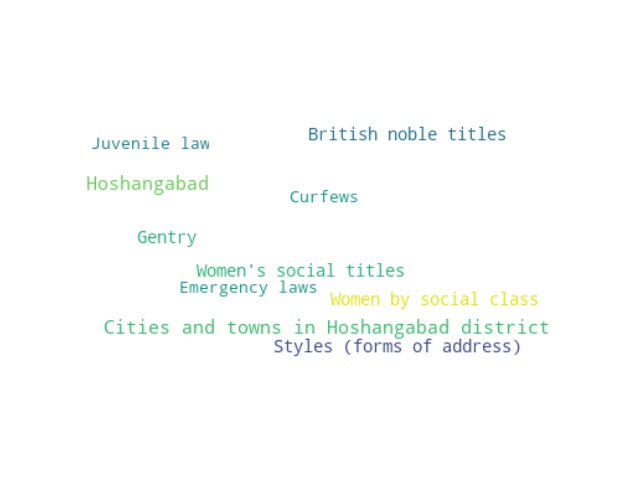 British noble titles
Juvenile law
Hoshangabad
Curfews
Gentry
Women's social titles
Emergency laws
Women by social class
Cities and towns in Hoshangabad district
Styles (forms of address)